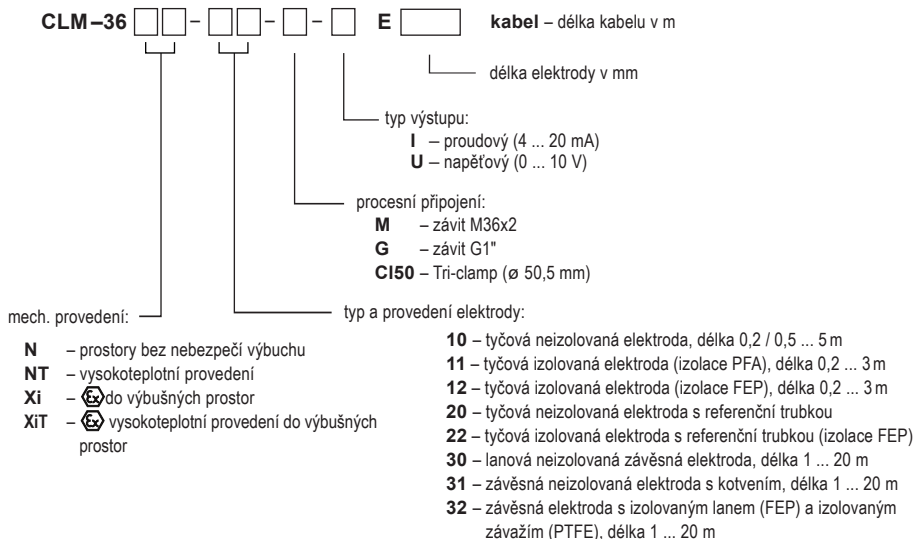 CLM–36 - - - E kabel – délka kabelu v m
délka elektrody v mm
typ výstupu:
I – proudový (4 ... 20 mA)
U – napěťový (0 ... 10 V)
procesní připojení:
M – závit M36x2
G – závit G1"
Cl50 – Tri-clamp (ø 50,5 mm)
mech. provedení:
N – prostory bez nebezpečí výbuchu
NT – vysokoteplotní provedení
Xi – Ex do výbušných prostor
XiT – Ex vysokoteplotní provedení do výbušných
prostor
typ a provedení elektrody:
10 – tyčová neizolovaná elektroda, délka 0,2 / 0,5 ... 5 m
11 – tyčová izolovaná elektroda (izolace PFA), délka 0,2 ... 3 m
12 – tyčová izolovaná elektroda (izolace FEP), délka 0,2 ... 3 m
20 – tyčová neizolovaná elektroda s referenční trubkou
22 – tyčová izolovaná elektroda s referenční trubkou (izolace FEP)
30 – lanová neizolovaná závěsná elektroda, délka 1 ... 20 m
31 – závěsná neizolovaná elektroda s kotvením, délka 1 ... 20 m
32 – závěsná elektroda s izolovaným lanem (FEP) a izolovaným
závažím (PTFE), délka 1 ... 20 m